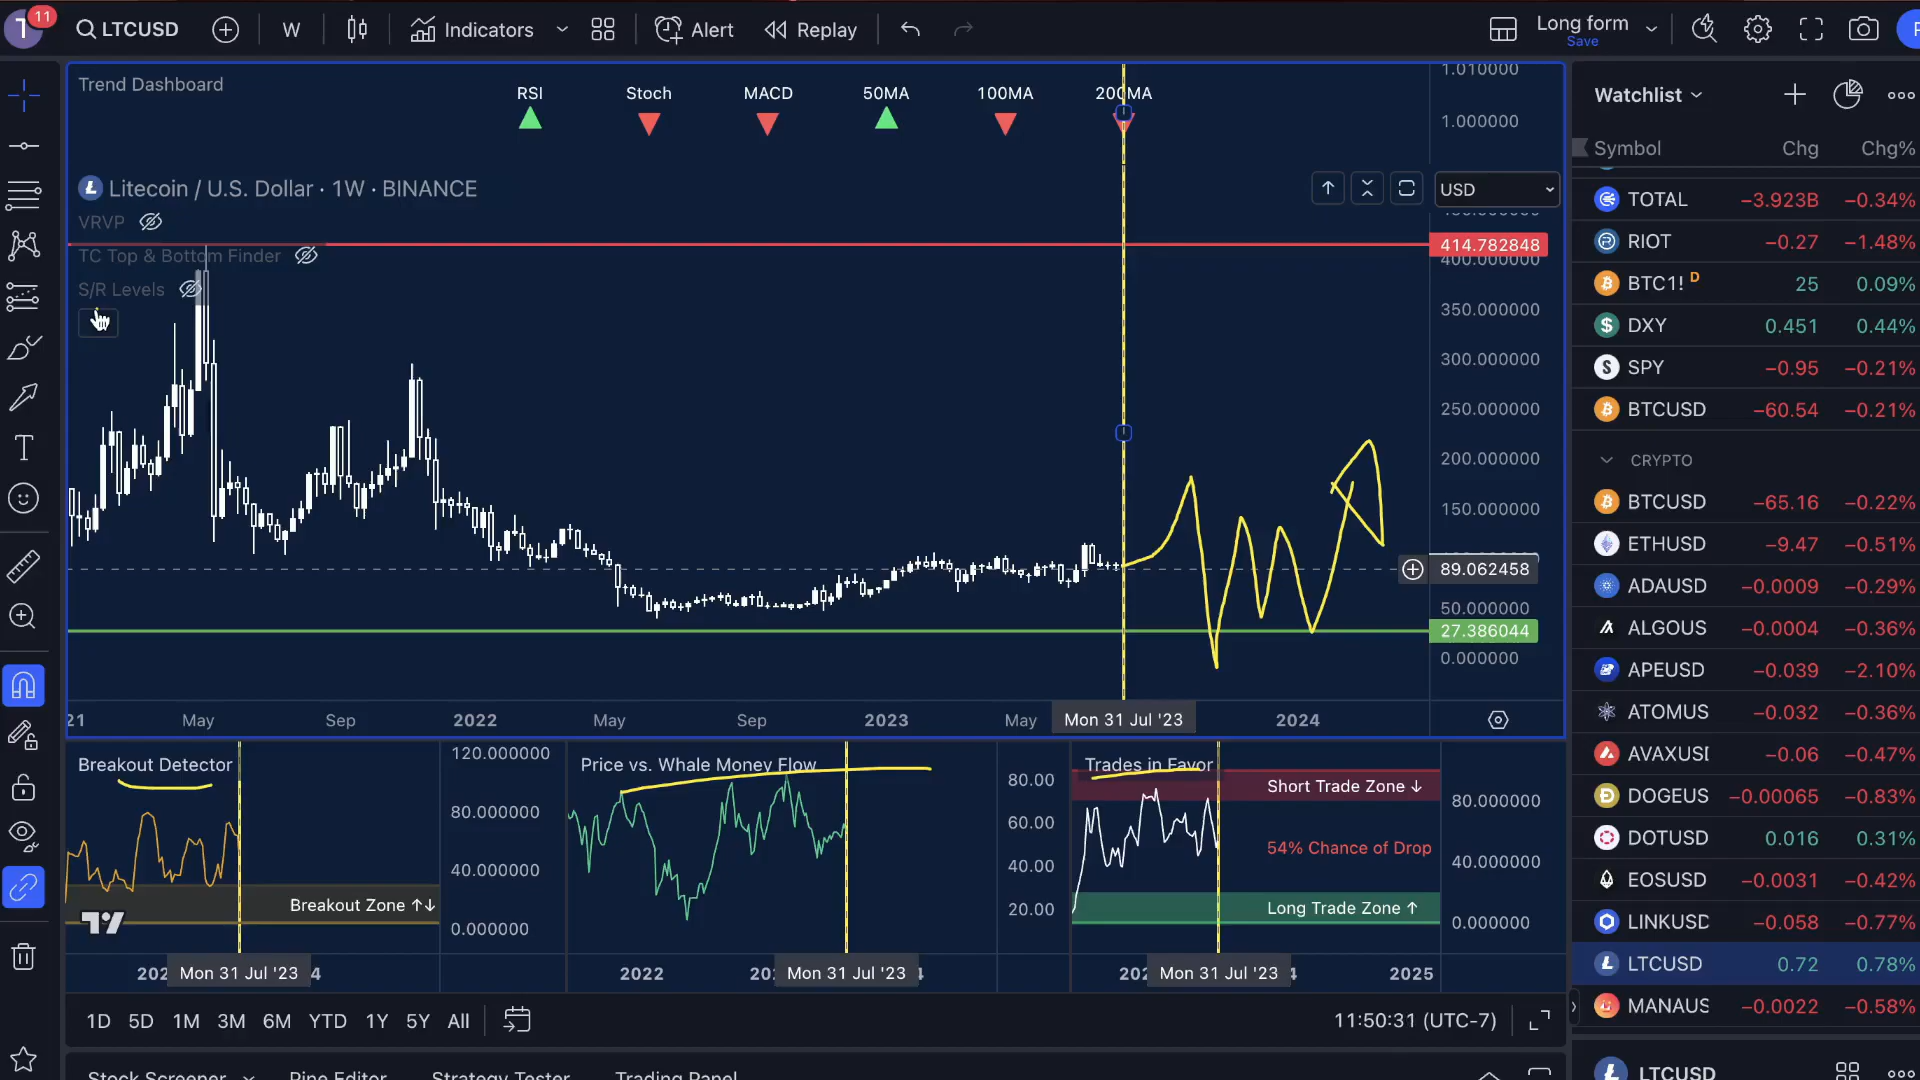 11
LTCUSD
W
Indicators
Alert
Replay
Long form
Save
Trend Dashboard
RSI
Stoch
MACD
50MA
100MA
200MA
Litecoin / U.S. Dollar · 1W · BINANCE
VRVP
TC Top & Bottom Finder
S/R Levels
1.010000
1.000000
USD
414.782848
400.000000
350.000000
300.000000
250.000000
200.000000
150.000000
89.062458
50.000000
27.386044
0.000000
21
May
Sep
2022
May
Sep
2023
May
Mon 31 Jul '23
2024
Breakout Detector
Breakout Zone ↑↓
120.000000
80.000000
40.000000
0.000000
202
Mon 31 Jul '23
4
Price vs. Whale Money Flow
80.00
60.00
40.00
20.00
2022
Mon 31 Jul '23
Trades in Favor
Short Trade Zone ↓
54% Chance of Drop
Long Trade Zone ↑
80.000000
40.000000
0.000000
202
Mon 31 Jul '23
2025
1D 5D 1M 3M 6M YTD 1Y 5Y All
11:50:31 (UTC-7)
Stock Screener
Pine Editor
Strategy Tester
Trading Panel
Watchlist
Symbol Chg Chg%
TOTAL −3.923B −0.34%
RIOT −0.27 −1.48%
BTC1! D 25 0.09%
DXY 0.451 0.44%
SPY −0.95 −0.21%
BTCUSD −60.54 −0.21%
CRYPTO
BTCUSD −65.16 −0.22%
ETHUSD −9.47 −0.51%
ADAUSD −0.0009 −0.29%
ALGOUS −0.0004 −0.36%
APEUSD −0.039 −2.10%
ATOMUS −0.032 −0.36%
AVAXUSI −0.06 −0.47%
DOGEUS −0.00065 −0.83%
DOTUSD 0.016 0.31%
EOSUSD −0.0031 −0.42%
LINKUSD −0.058 −0.77%
LTCUSD 0.72 0.78%
MANAUS −0.0022 −0.58%
LTCUSD